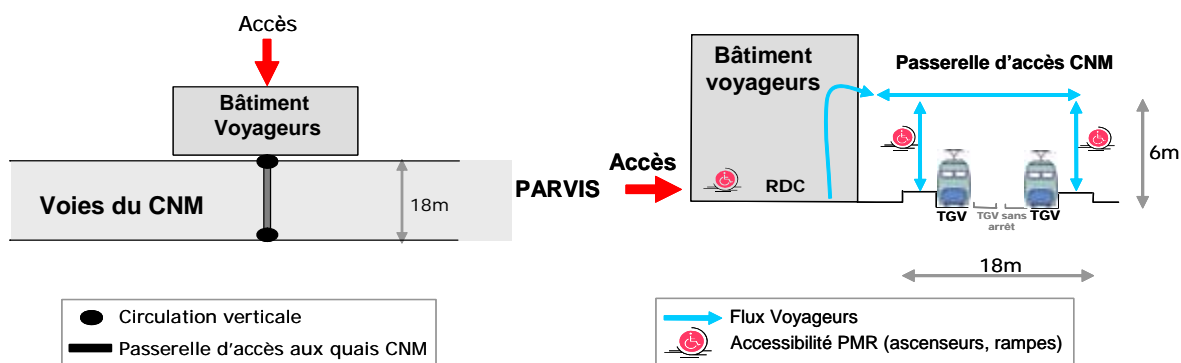 Accès
Bâtiment
Voyageurs
Voies du CNM
18m
Circulation verticale
Passerelle d'accès aux quais CNM
Bâtiment
voyageurs
Passerelle d'accès CNM
6m
PARVIS
Accès
RDC
TGV
TGV sans
arrêt
TGV
18m
Flux Voyageurs
Accessibilité PMR (ascenseurs, rampes)